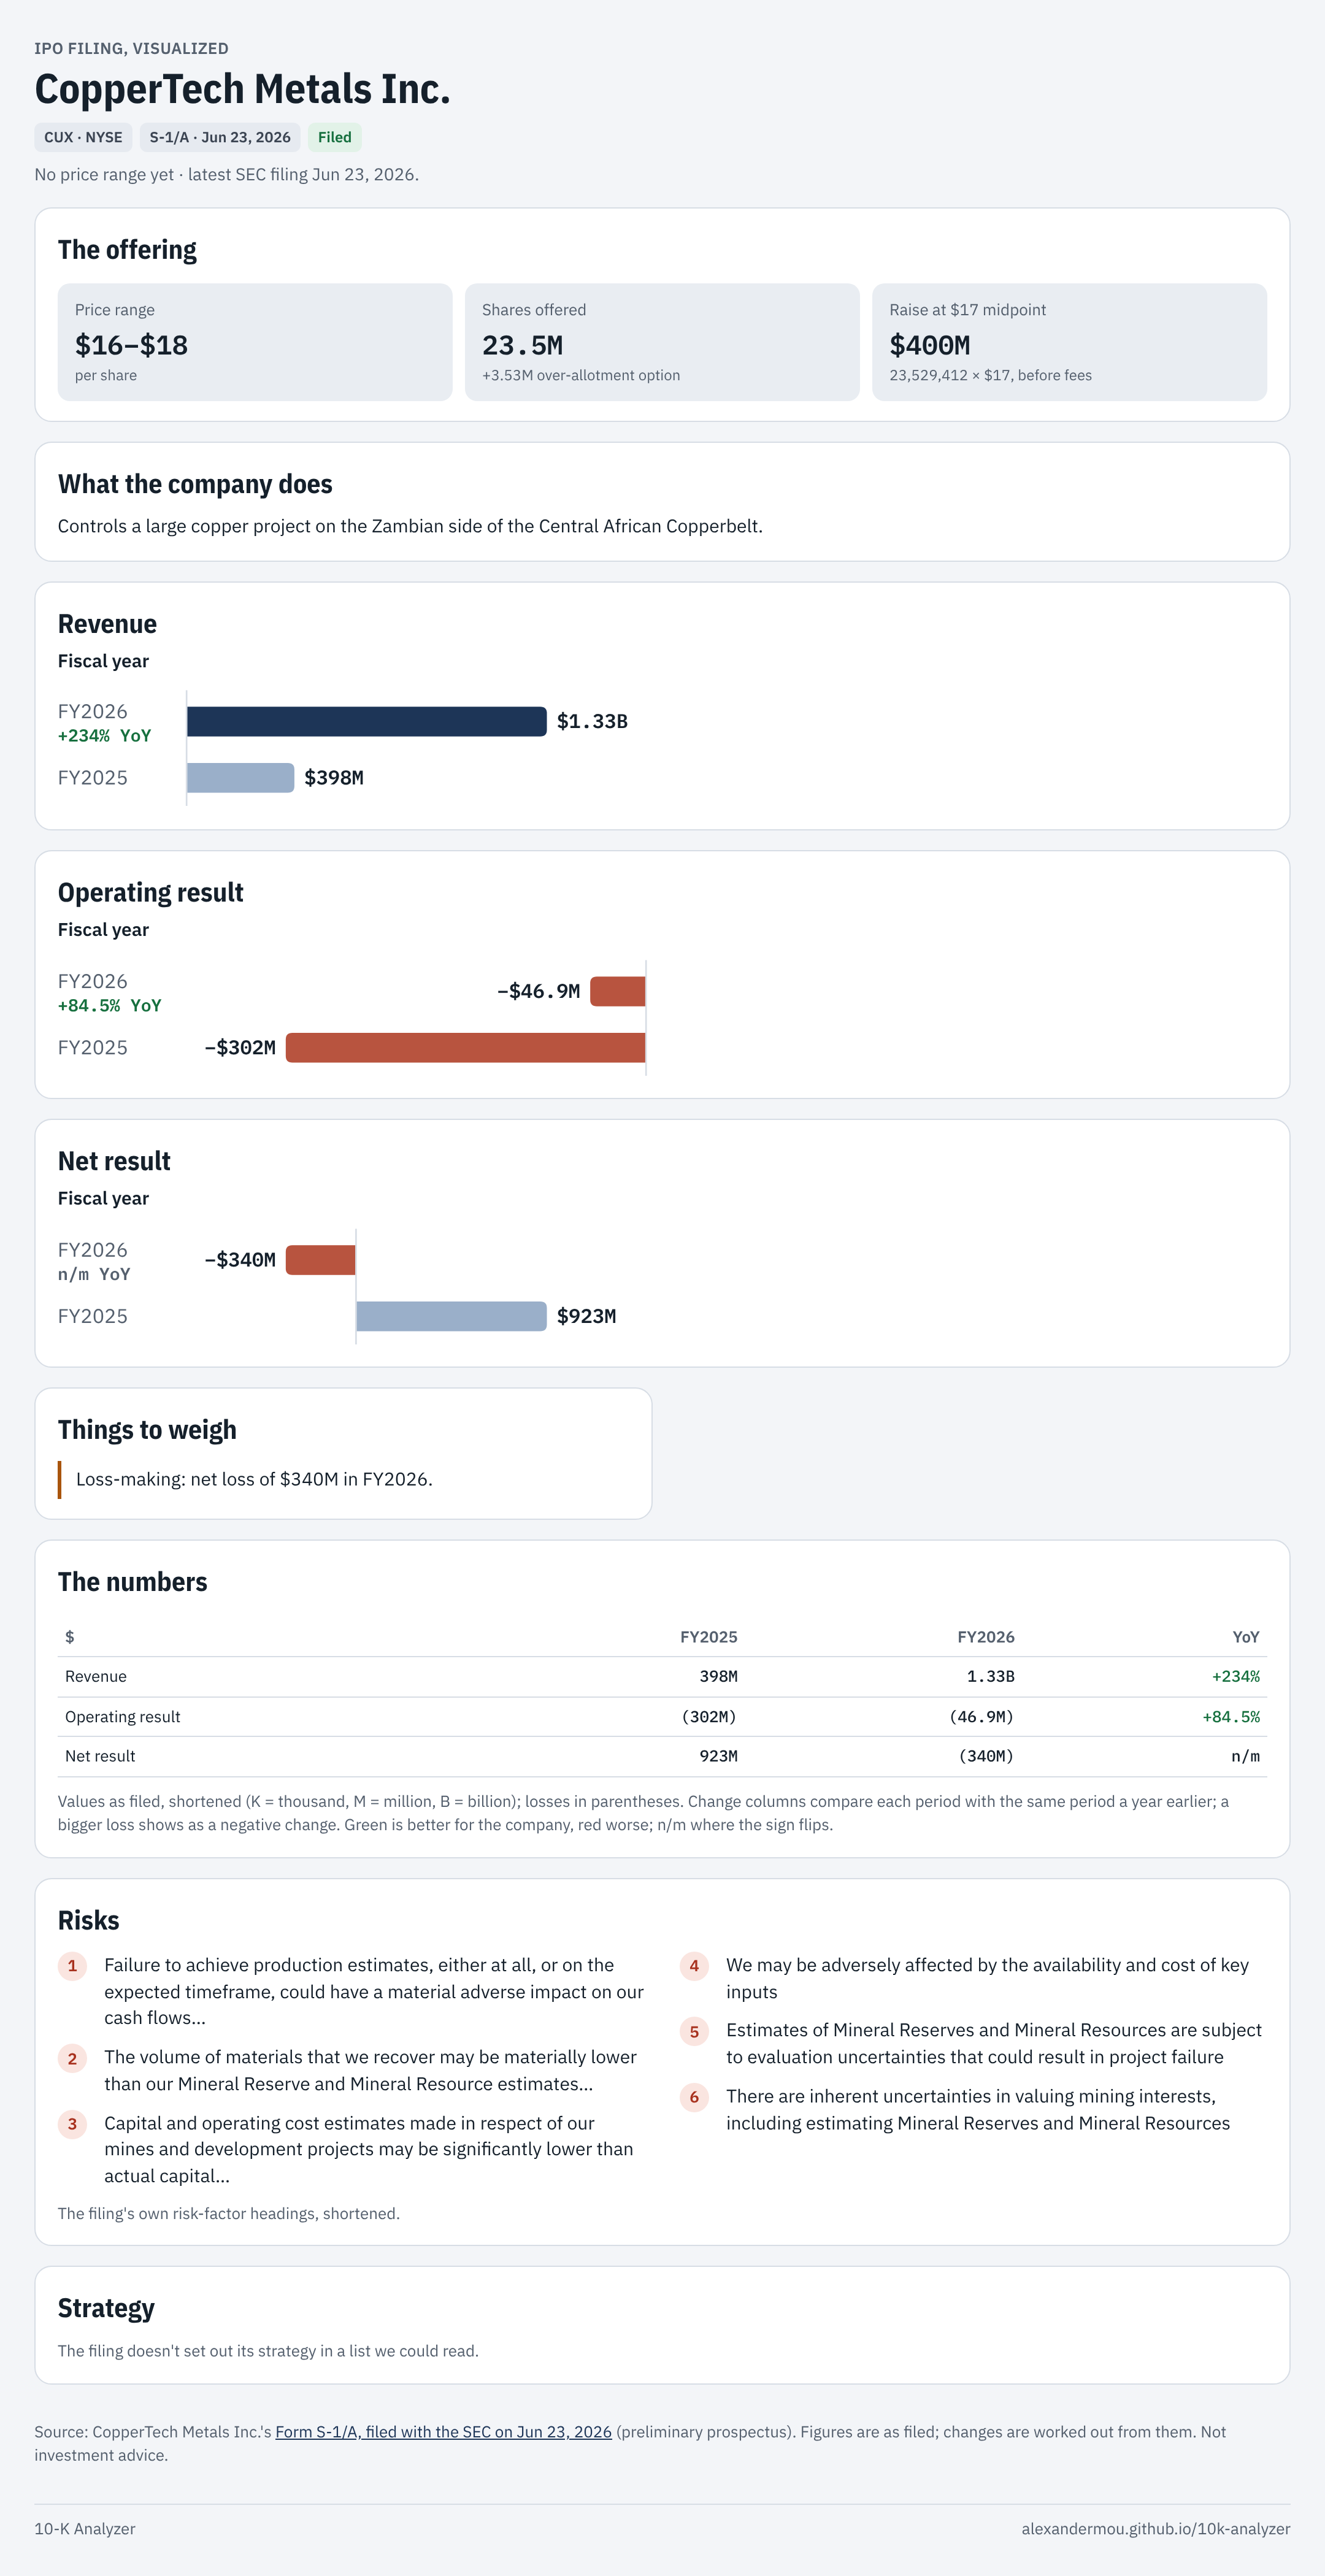 IPO FILING, VISUALIZED
CopperTech Metals Inc.
CUX · NYSE
S-1/A · Jun 23, 2026
Filed
No price range yet · latest SEC filing Jun 23, 2026.
The offering
Price range
$16–$18
per share
Shares offered
23.5M
+3.53M over-allotment option
Raise at $17 midpoint
$400M
23,529,412 × $17, before fees
What the company does
Controls a large copper project on the Zambian side of the Central African Copperbelt.
Revenue
Fiscal year
FY2026
+234% YoY
$1.33B
FY2025
$398M
Operating result
Fiscal year
FY2026
+84.5% YoY
−$46.9M
FY2025
−$302M
Net result
Fiscal year
FY2026
n/m YoY
−$340M
FY2025
$923M
Things to weigh
Loss-making: net loss of $340M in FY2026.
The numbers
$ FY2025 FY2026 YoY
Revenue 398M 1.33B +234%
Operating result (302M) (46.9M) +84.5%
Net result 923M (340M) n/m
Values as filed, shortened (K = thousand, M = million, B = billion); losses in parentheses. Change columns compare each period with the same period a year earlier; a
bigger loss shows as a negative change. Green is better for the company, red worse; n/m where the sign flips.
Risks
1 Failure to achieve production estimates, either at all, or on the
expected timeframe, could have a material adverse impact on our
cash flows…
2 The volume of materials that we recover may be materially lower
than our Mineral Reserve and Mineral Resource estimates…
3 Capital and operating cost estimates made in respect of our
mines and development projects may be significantly lower than
actual capital…
4 We may be adversely affected by the availability and cost of key
inputs
5 Estimates of Mineral Reserves and Mineral Resources are subject
to evaluation uncertainties that could result in project failure
6 There are inherent uncertainties in valuing mining interests,
including estimating Mineral Reserves and Mineral Resources
The filing's own risk-factor headings, shortened.
Strategy
The filing doesn't set out its strategy in a list we could read.
Source: CopperTech Metals Inc.'s Form S-1/A, filed with the SEC on Jun 23, 2026 (preliminary prospectus). Figures are as filed; changes are worked out from them. Not
investment advice.
10-K Analyzer
alexandermou.github.io/10k-analyzer